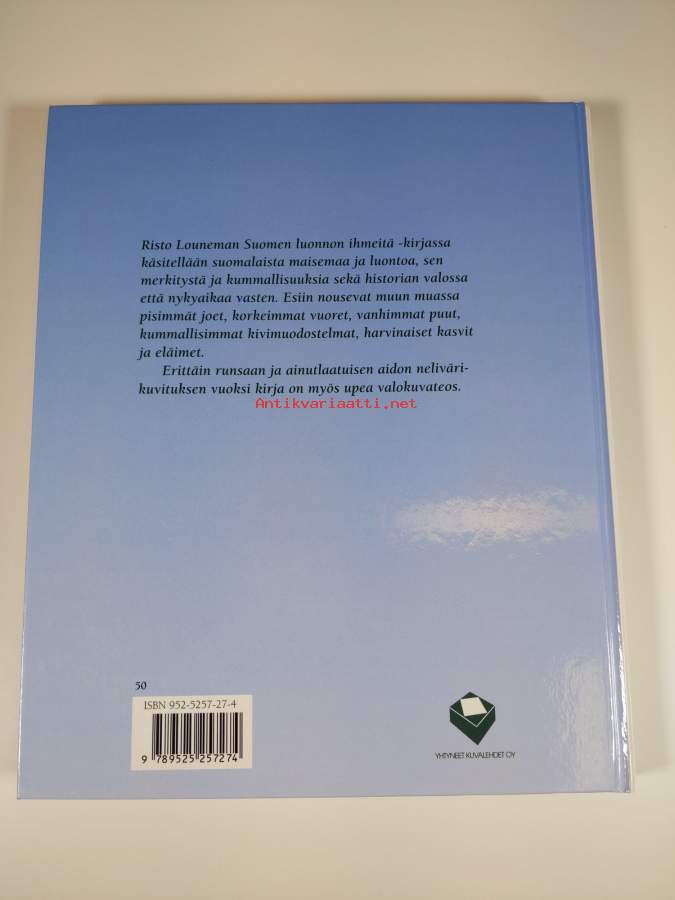 Risto Louneman Suomen luonnon ihmeitä -kirjassa
käsitellään suomalaista maisemaa ja luontoa, sen
merkitystä ja kummallisuuksia sekä historian valossa
että nykyaikaa vasten. Esiin nousevat muun muassa
pisimmät joet, korkeimmat vuoret, vanhimmat puut,
kummallisimmat kivimuodostelmat, harvinaiset kasvit
ja eläimet.
Erittäin runsaan ja ainutlaatuisen aidon neliväri-
kuvituksen vuoksi kirja on myös upea valokuvateos.
Antikvariaatti.net
50
ISBN 952-5257-27-4
9 789525 257274
YHTYNEET KUVALEHDET OY